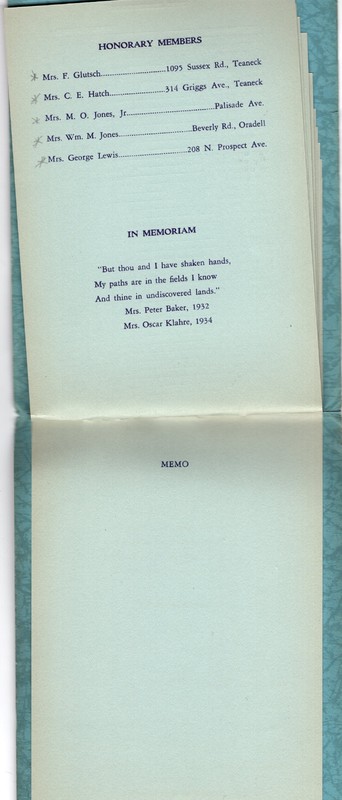 HONORARY MEMBERS
Mrs. F. Glutsch..........................1095 Sussex Rd., Teaneck
Mrs. C. E. Hatch......................314 Griggs Ave., Teaneck
Mrs. M. O. Jones, Jr...................................Palisade Ave.
Mrs. Wm. M. Jones.............................Beverly Rd., Oradell
Mrs. George Lewis...........................208 N. Prospect Ave.
IN MEMORIAM
"But thou and I have shaken hands,
My paths are in the fields I know
And thine in undiscovered lands."
Mrs. Peter Baker, 1932
Mrs. Oscar Klahre, 1934
MEMO